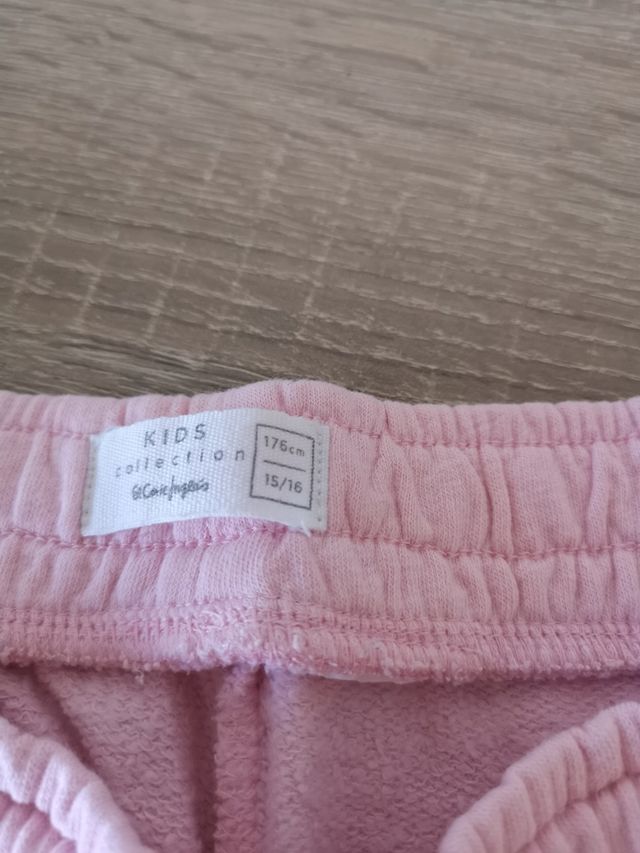 KIDS
collection
El Corte Inglés
176cm
15/16